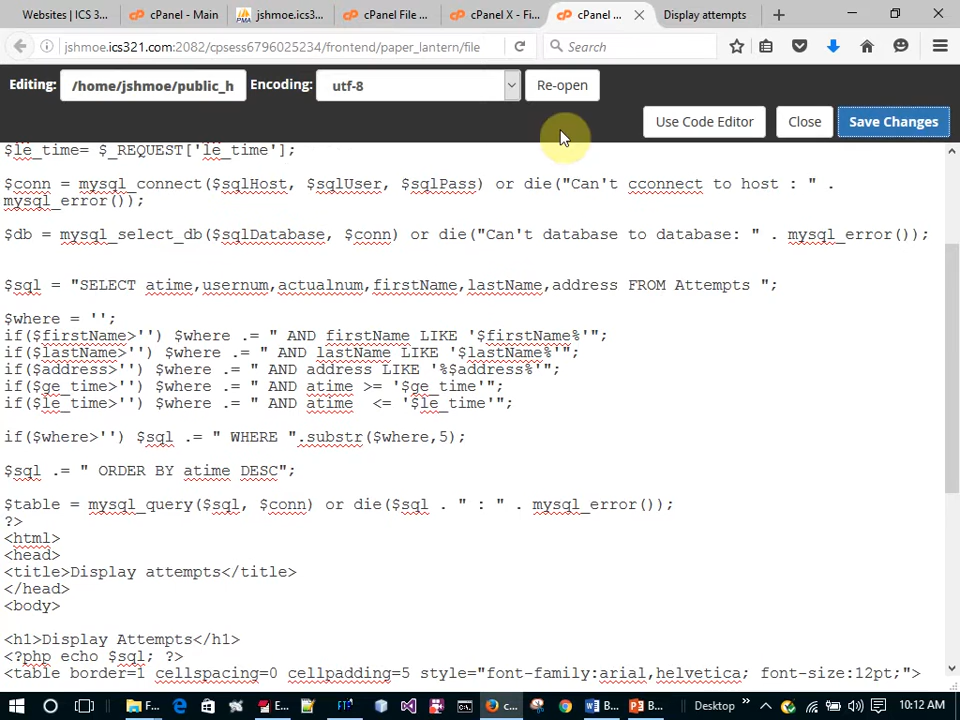 Websites | ICS 3...
cPanel - Main
jshmoe.ics3...
cPanel File ...
cPanel X - Fi...
cPanel ...
Display attempts
jshmoe.ics321.com:2082/cpsess6796025234/frontend/paper_lantern/file
Search
Editing: /home/jshmoe/public_h Encoding: utf-8 Re-open
Use Code Editor Close Save Changes
$le_time= $_REQUEST['le_time'];
$conn = mysql_connect($sqlHost, $sqlUser, $sqlPass) or die("Can't cconnect to host : " .
mysql_error());
$db = mysql_select_db($sqlDatabase, $conn) or die("Can't database to database: " . mysql_error());
$sql = "SELECT atime,usernum,actualnum,firstName,lastName,address FROM Attempts ";
$where = '';
if($firstName>'') $where .= " AND firstName LIKE '$firstName%'";
if($lastName>'') $where .= " AND lastName LIKE '$lastName%'";
if($address>'') $where .= " AND address LIKE '%$address%'";
if($ge_time>'') $where .= " AND atime >= '$ge_time'";
if($le_time>'') $where .= " AND atime  <= '$le_time'";
if($where>'') $sql .= " WHERE ".substr($where,5);
$sql .= " ORDER BY atime DESC";
$table = mysql_query($sql, $conn) or die($sql . " : " . mysql_error());
?>
<html>
<head>
<title>Display attempts</title>
</head>
<body>
<h1>Display Attempts</h1>
<?php echo $sql; ?>
<table border=1 cellspacing=0 cellpadding=5 style="font-family:arial,helvetica; font-size:12pt;">
F...
E...
c...
B...
B...
Desktop
10:12 AM